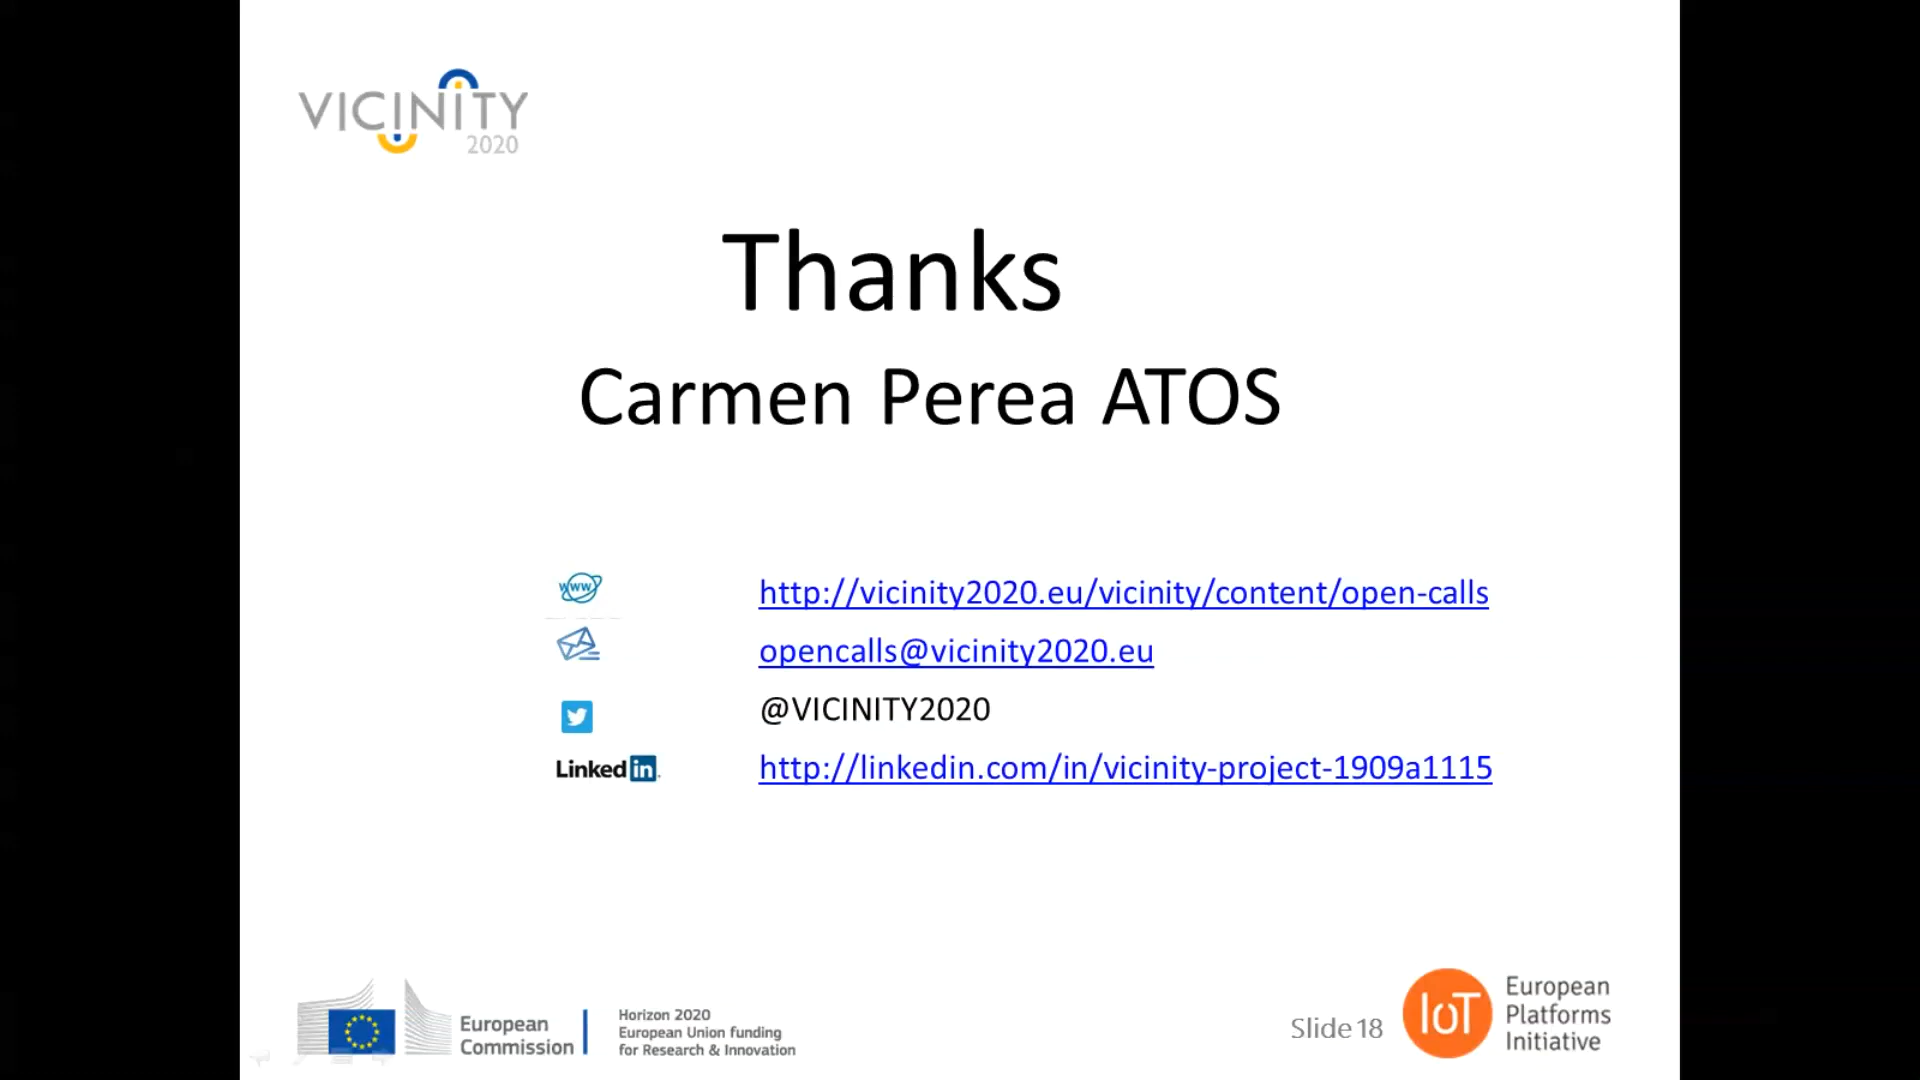 VICINITY
2020
Thanks
Carmen Perea ATOS
www
http://vicinity2020.eu/vicinity/content/open-calls
opencalls@vicinity2020.eu
@VICINITY2020
Linked in
http://linkedin.com/in/vicinity-project-1909a1115
European
Commission
Horizon 2020
European Union funding
for Research & Innovation
Slide 18
IoT
European
Platforms
Initiative